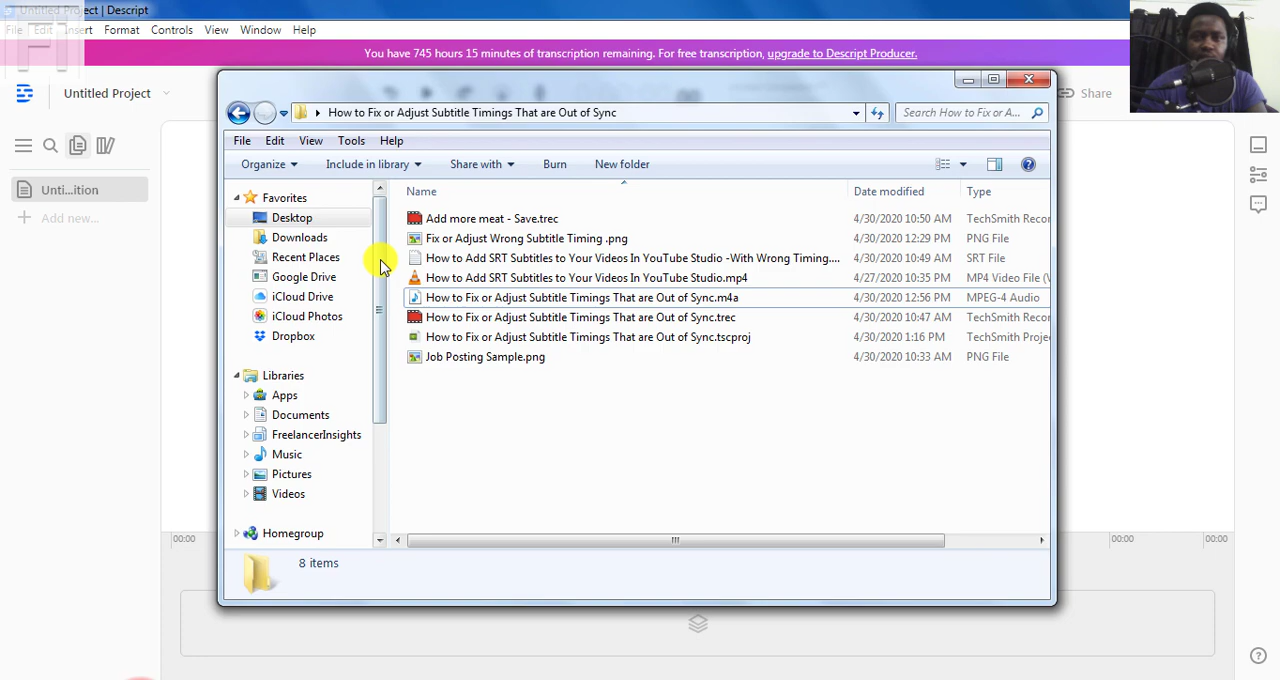 Untitled Project | Descript
File Edit Insert Format Controls View Window Help
You have 745 hours 15 minutes of transcription remaining. For free transcription, upgrade to Descript Producer.
Untitled Project
Share
Unti...ition
Add new...
How to Fix or Adjust Subtitle Timings That are Out of Sync
Search How to Fix or A...
File Edit View Tools Help
Organize Include in library Share with Burn New folder
Name Date modified Type
Favorites
Desktop
Downloads
Recent Places
Google Drive
iCloud Drive
iCloud Photos
Dropbox
Libraries
Apps
Documents
FreelancerInsights
Music
Pictures
Videos
Homegroup
Add more meat - Save.trec 4/30/2020 10:50 AM TechSmith Recor
Fix or Adjust Wrong Subtitle Timing .png 4/30/2020 12:29 PM PNG File
How to Add SRT Subtitles to Your Videos In YouTube Studio -With Wrong Timing.... 4/30/2020 10:49 AM SRT File
How to Add SRT Subtitles to Your Videos In YouTube Studio.mp4 4/27/2020 10:35 PM MP4 Video File (V
How to Fix or Adjust Subtitle Timings That are Out of Sync.m4a 4/30/2020 12:56 PM MPEG-4 Audio
How to Fix or Adjust Subtitle Timings That are Out of Sync.trec 4/30/2020 10:47 AM TechSmith Recor
How to Fix or Adjust Subtitle Timings That are Out of Sync.tscproj 4/30/2020 1:16 PM TechSmith Proje
Job Posting Sample.png 4/30/2020 10:33 AM PNG File
8 items
00:00 00:00 00:00